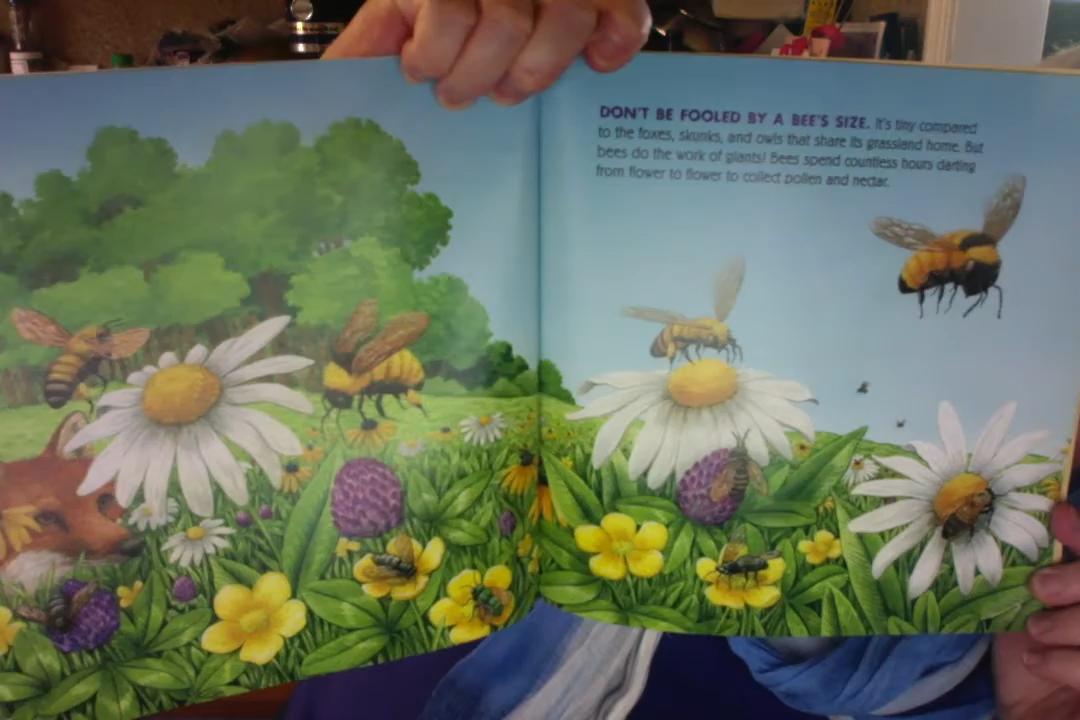 DON'T BE FOOLED BY A BEE'S SIZE. It's tiny compared
to the foxes, skunks, and owls that share its grassland home. But
bees do the work of giants! Bees spend countless hours darting
from flower to flower to collect pollen and nectar.